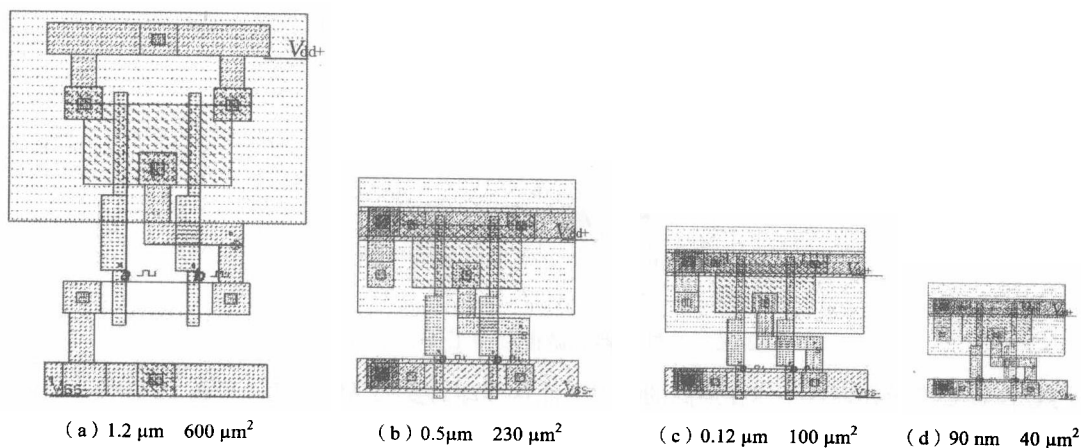 Vdd+
Vss-
a
b
Vdd+
Vss-
Vdd+
（a）1.2 μm 600 μm²
（b）0.5μm 230 μm²
（c）0.12 μm 100 μm²
（d）90 nm 40 μm²